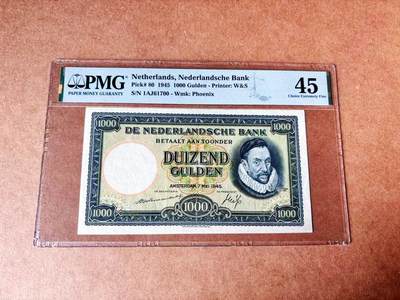 PMG
PAPER MONEY GUARANTY
Netherlands, Nederlandsche Bank
Pick# 80 1945 1000 Gulden - Printer: W&S
S/N 1AJ61700 - Wmk: Phoenix
45
Choice Extremely Fine
1000
1000
DE NEDERLANDSCHE BANK
BETAALT AAN TOONDER
DUIZEND
GULDEN
AMSTERDAM, 7 MEI 1945.
1000
1000
1000